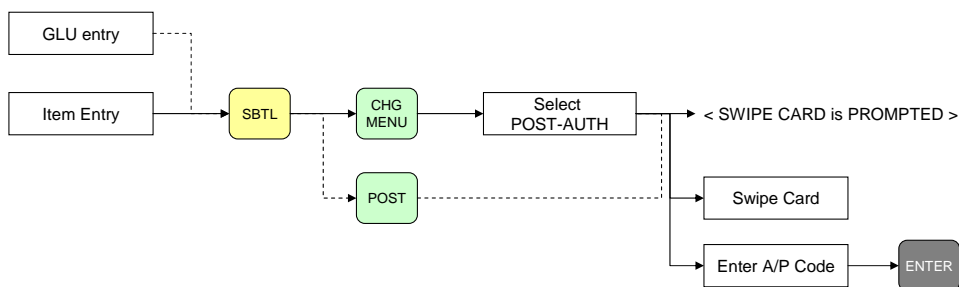 GLU entry
Item Entry
SBTL
CHG
MENU
Select
POST-AUTH
< SWIPE CARD is PROMPTED >
POST
Swipe Card
Enter A/P Code
ENTER